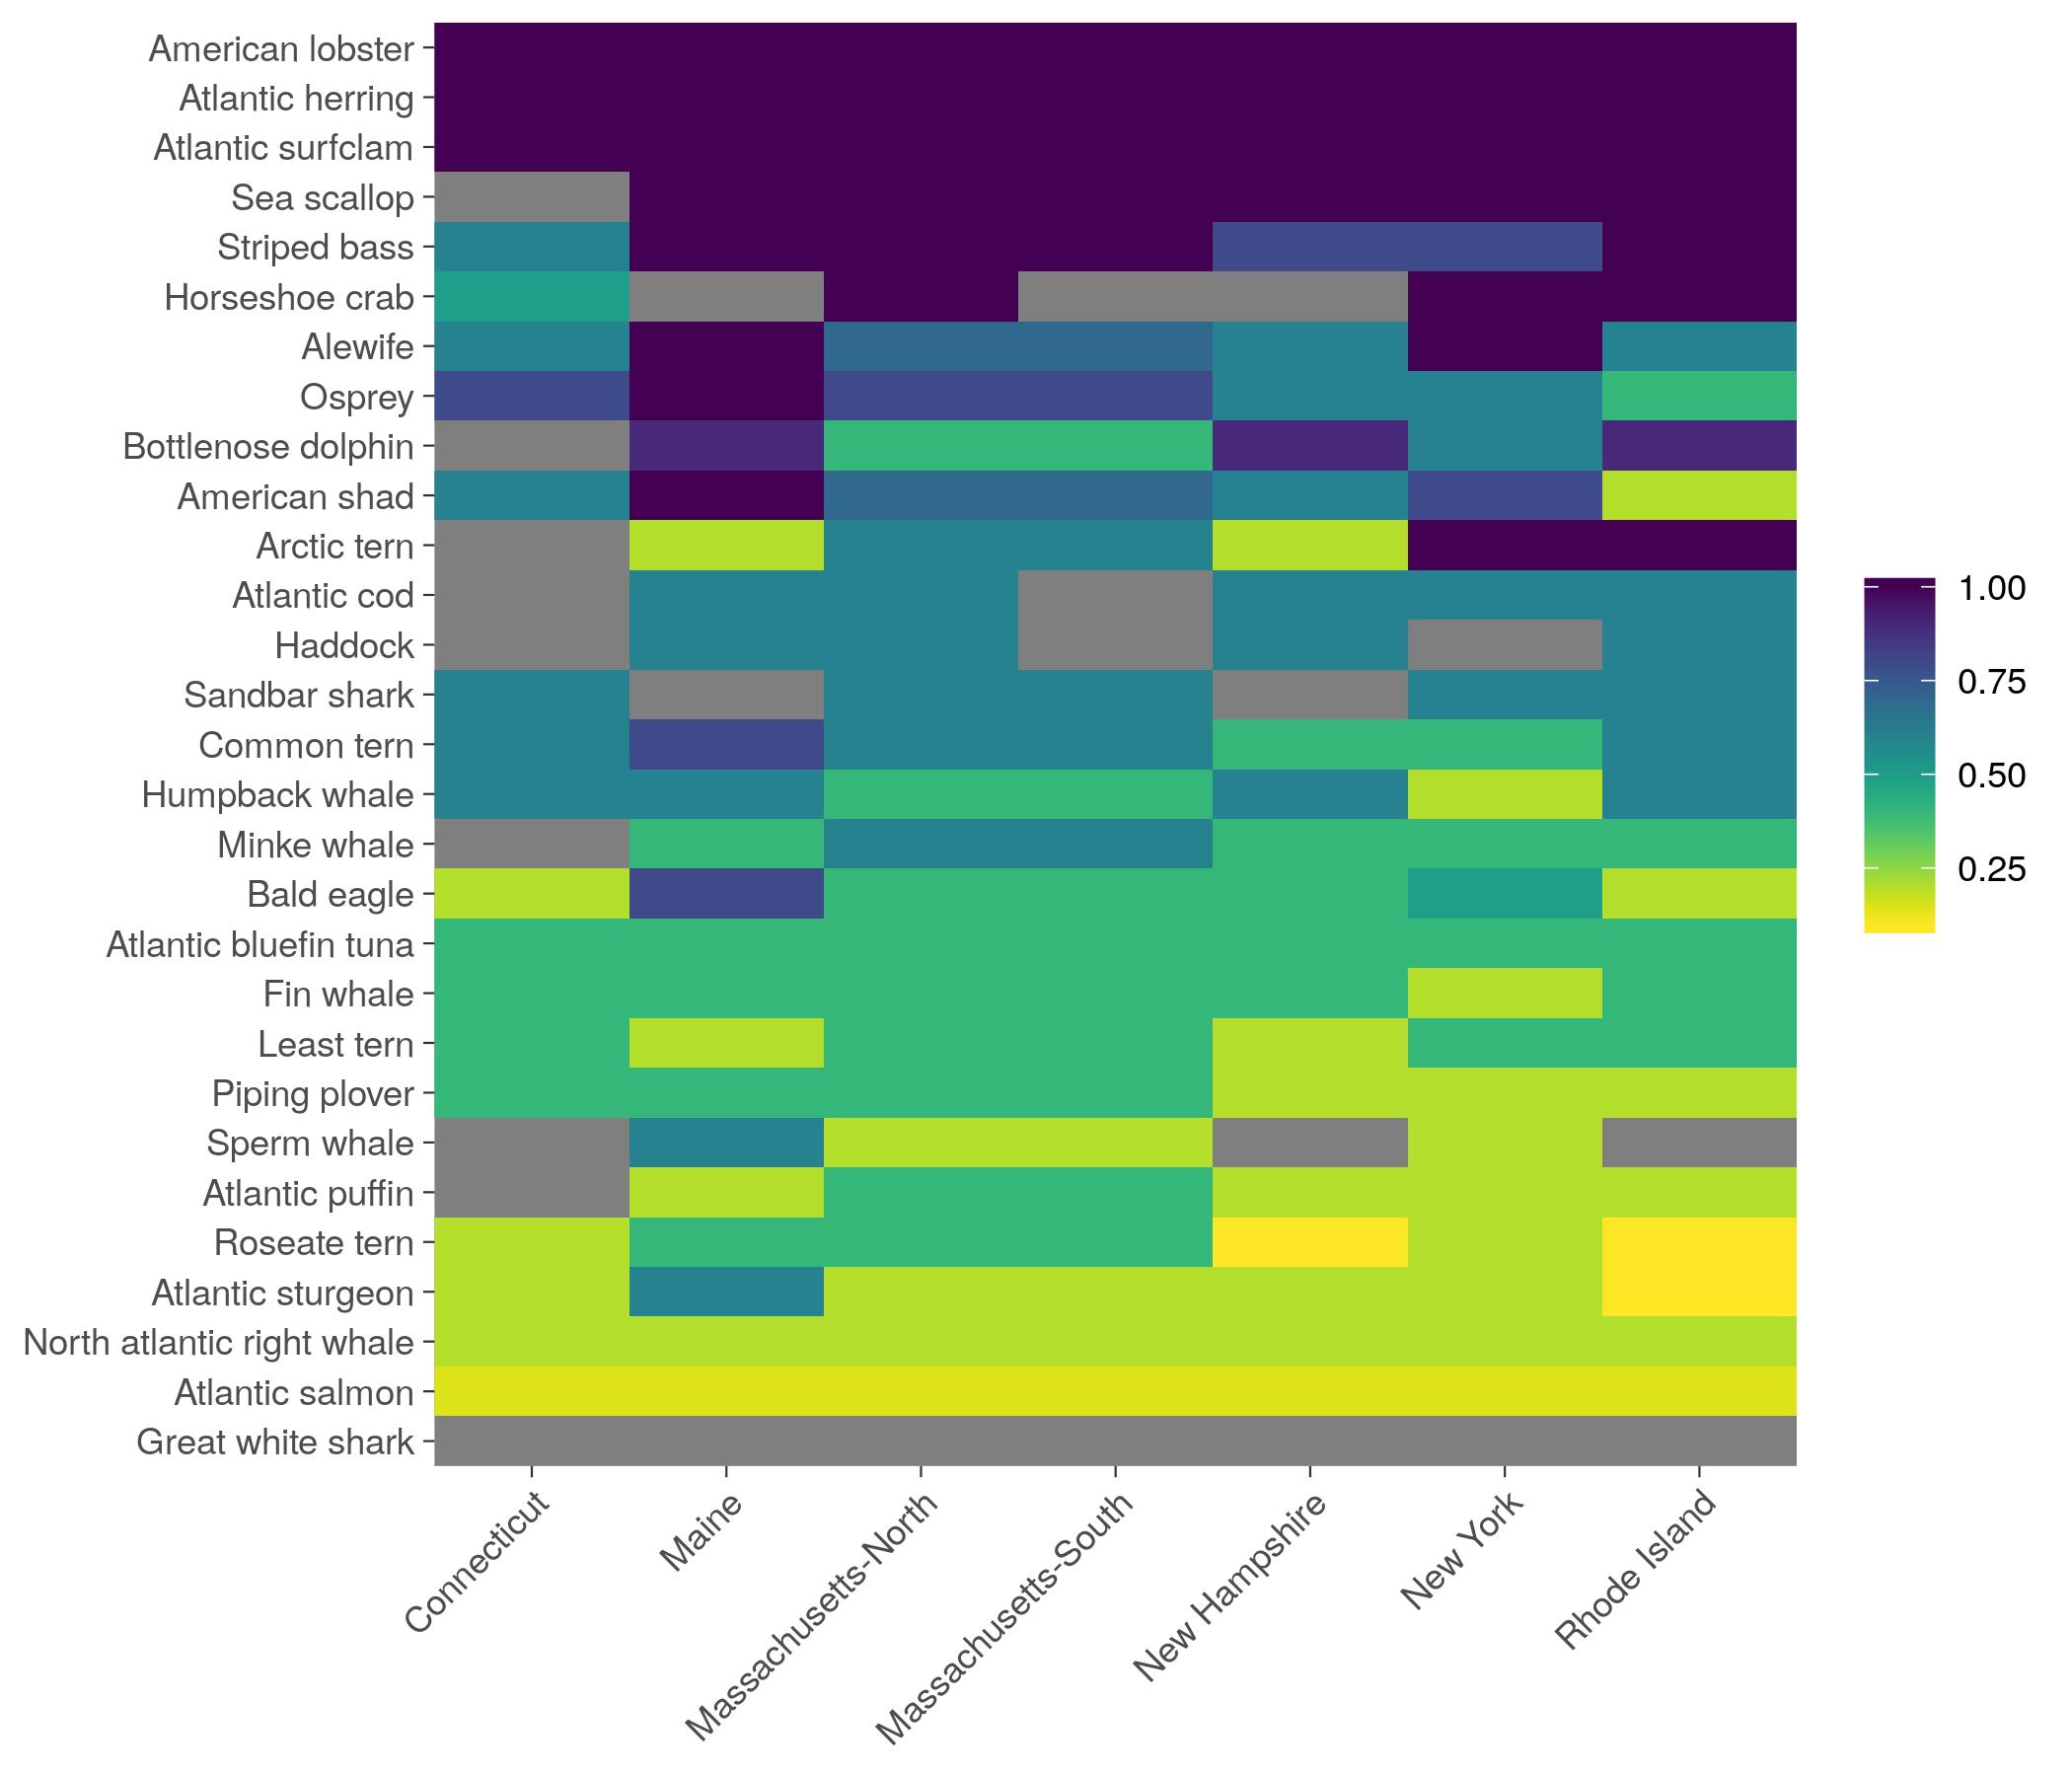 American lobster
Atlantic herring
Atlantic surfclam
Sea scallop
Striped bass
Horseshoe crab
Alewife
Osprey
Bottlenose dolphin
American shad
Arctic tern
Atlantic cod
Haddock
Sandbar shark
Common tern
Humpback whale
Minke whale
Bald eagle
Atlantic bluefin tuna
Fin whale
Least tern
Piping plover
Sperm whale
Atlantic puffin
Roseate tern
Atlantic sturgeon
North atlantic right whale
Atlantic salmon
Great white shark
1.00
0.75
0.50
0.25
Connecticut
Maine
Massachusetts-North
Massachusetts-South
New Hampshire
New York
Rhode Island